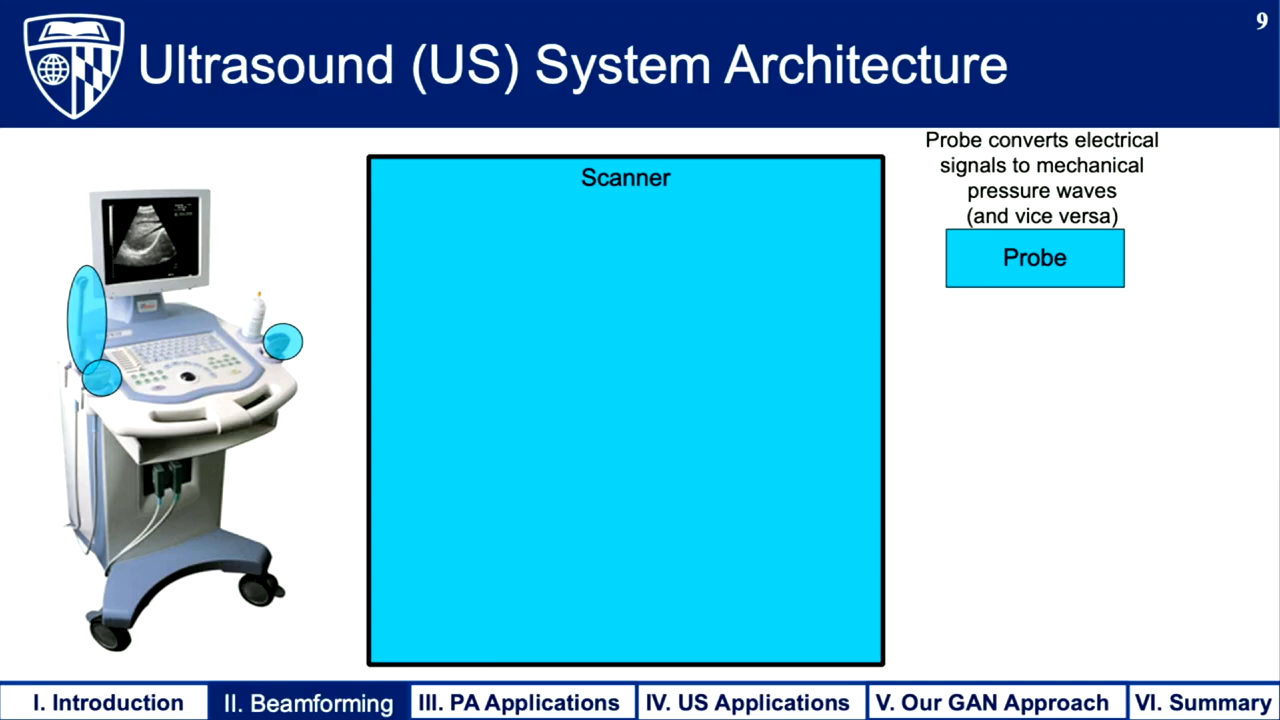 9
Ultrasound (US) System Architecture
Probe converts electrical
signals to mechanical
pressure waves
(and vice versa)
Scanner
Probe
I. Introduction
II. Beamforming
III. PA Applications
IV. US Applications
V. Our GAN Approach
VI. Summary